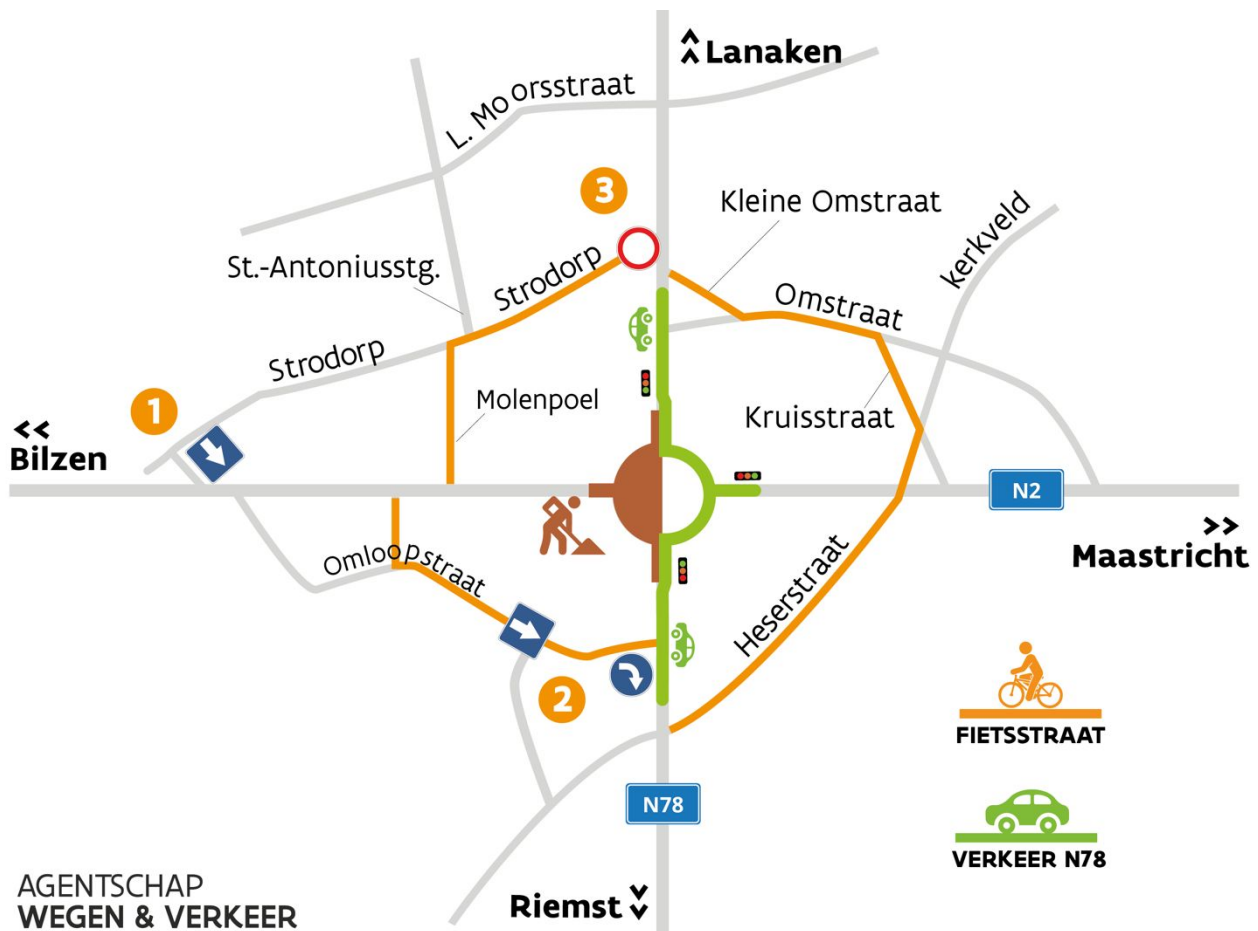 Lanaken
L. Moorsstraat
3
Kleine Omstraat
kerkveld
St.-Antoniusstg.
Strodorp
Omstraat
Strodorp
1
Molenpoel
Kruisstraat
Bilzen
N2
Maastricht
Omloopstraat
Heserstraat
2
FIETSSTRAAT
N78
VERKEER N78
AGENTSCHAP
WEGEN & VERKEER
Riemst